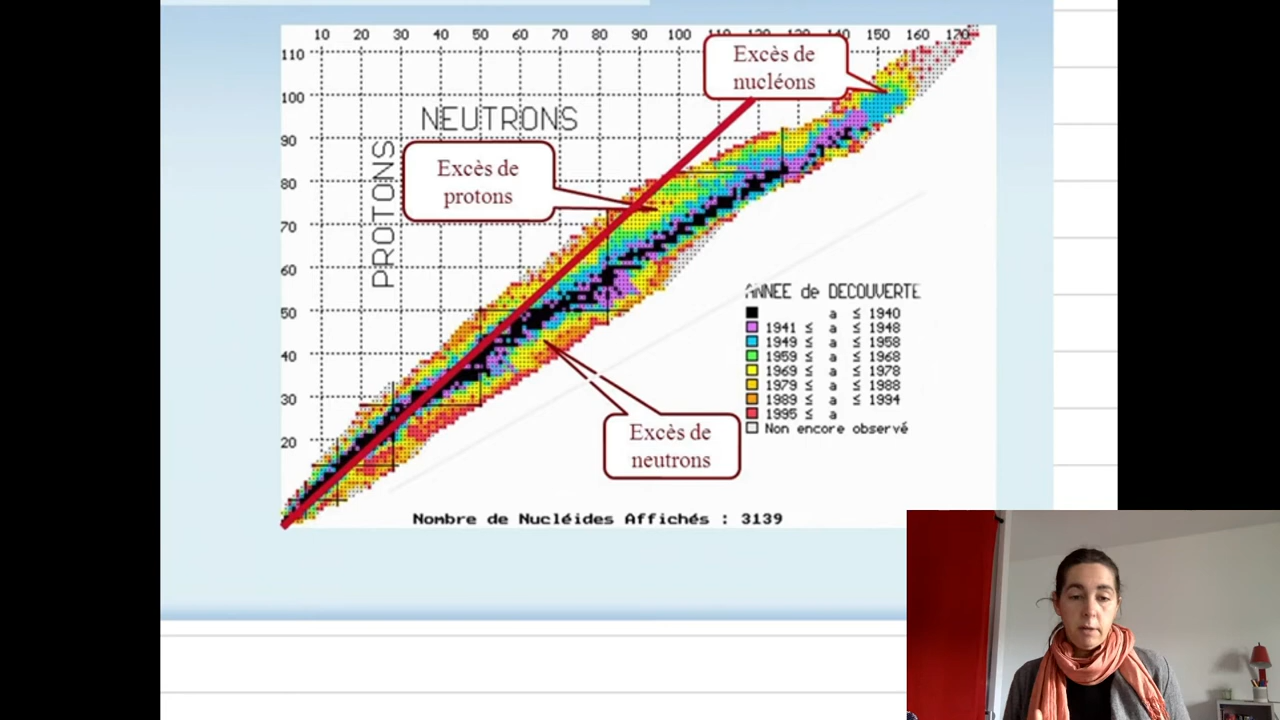 10 20 30 40 50 60 70 80 90 100 110 120 130 140 150 160 170
110
100
90
80
70
60
50
40
30
20
NEUTRONS
PROTONS
Excès de
nucléons
Excès de
protons
Excès de
neutrons
ANNEE de DECOUVERTE
a ≤ 1940
1941 ≤ a ≤ 1948
1949 ≤ a ≤ 1958
1959 ≤ a ≤ 1968
1969 ≤ a ≤ 1978
1979 ≤ a ≤ 1988
1989 ≤ a ≤ 1994
1995 ≤ a
Non encore observé
Nombre de Nucléides Affichés : 3139